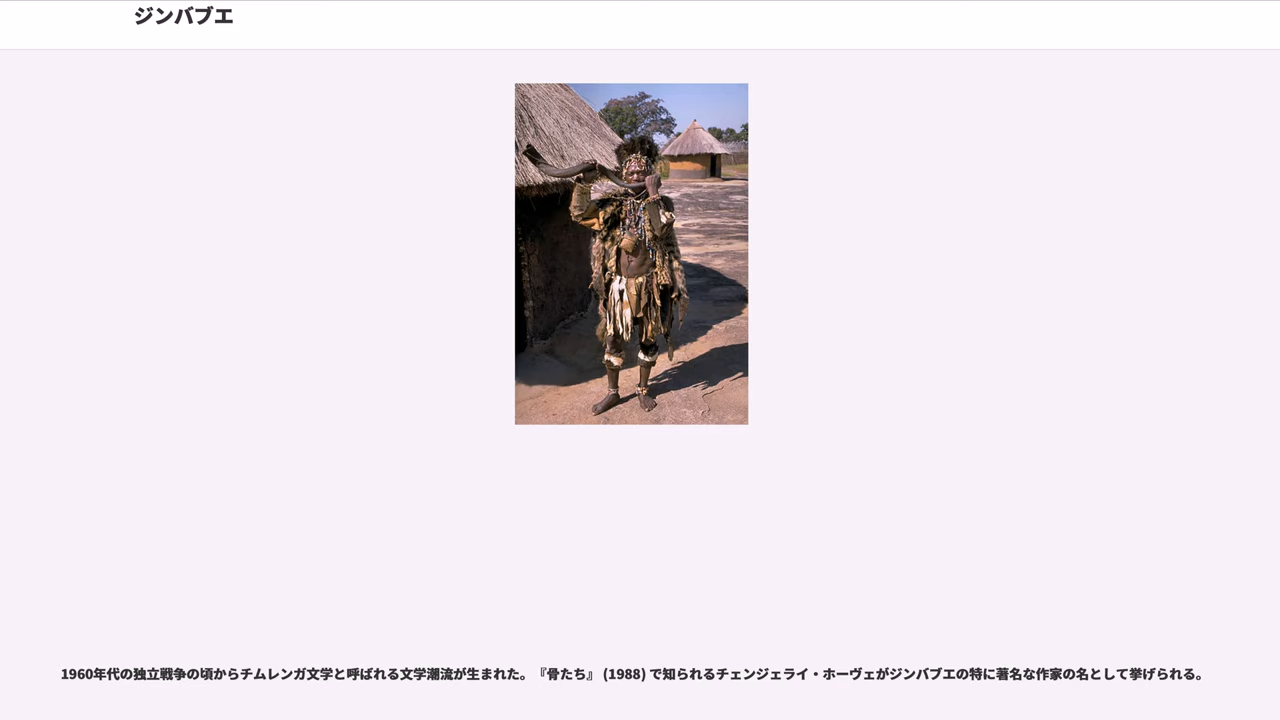 ジンバブエ
1960年代の独立戦争の頃からチムレンガ文学と呼ばれる文学潮流が生まれた。『骨たち』 (1988) で知られるチェンジェライ・ホーヴェがジンバブエの特に著名な作家の名として挙げられる。